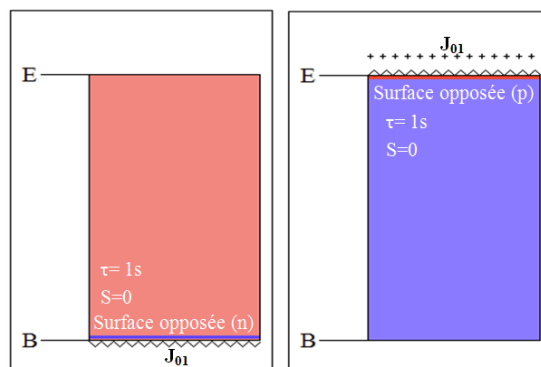 E
τ= 1s
S=0
Surface opposée (n)
B
J01
J01
+ + + + + + + + + + + + +
E
Surface opposée (p)
τ= 1s
S=0
B